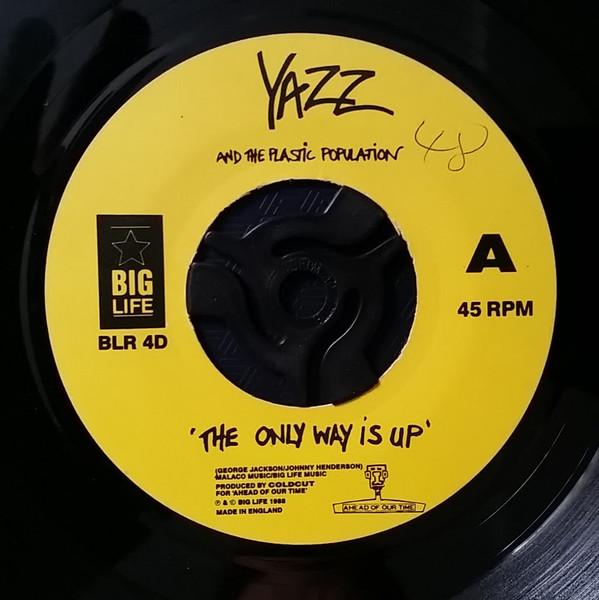 YAZZ
AND THE PLASTIC POPULATION
48
BIG
LIFE
BLR 4D
A
45 RPM
'THE ONLY WAY IS UP'
(GEORGE JACKSON/JOHNNY HENDERSON)
MALACO MUSIC/BIG LIFE MUSIC
PRODUCED BY COLDCUT
FOR 'AHEAD OF OUR TIME'
℗ & © BIG LIFE 1988
MADE IN ENGLAND
AHEAD OF OUR TIME